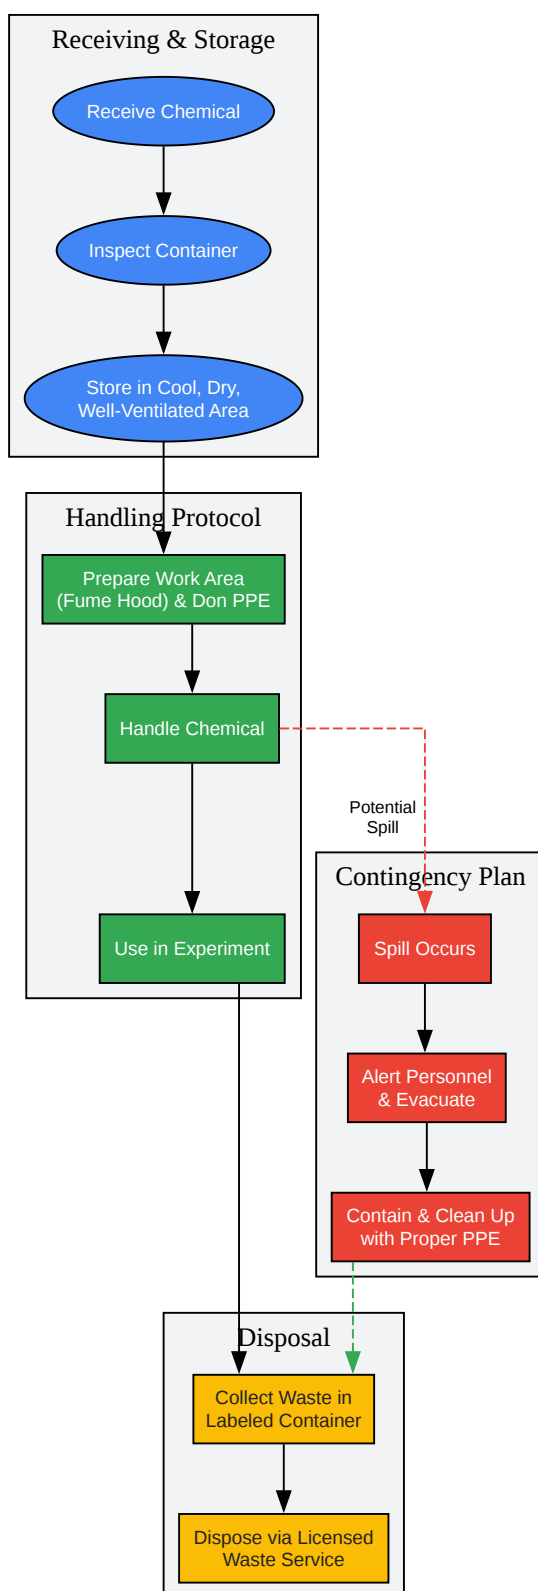 Receiving & Storage
Receive Chemical
Inspect Container
Store in Cool, Dry,
Well-Ventilated Area
Handling Protocol
Prepare Work Area
(Fume Hood) & Don PPE
Handle Chemical
Potential
Spill
Use in Experiment
Contingency Plan
Spill Occurs
Alert Personnel
& Evacuate
Contain & Clean Up
with Proper PPE
Disposal
Collect Waste in
Labeled Container
Dispose via Licensed
Waste Service